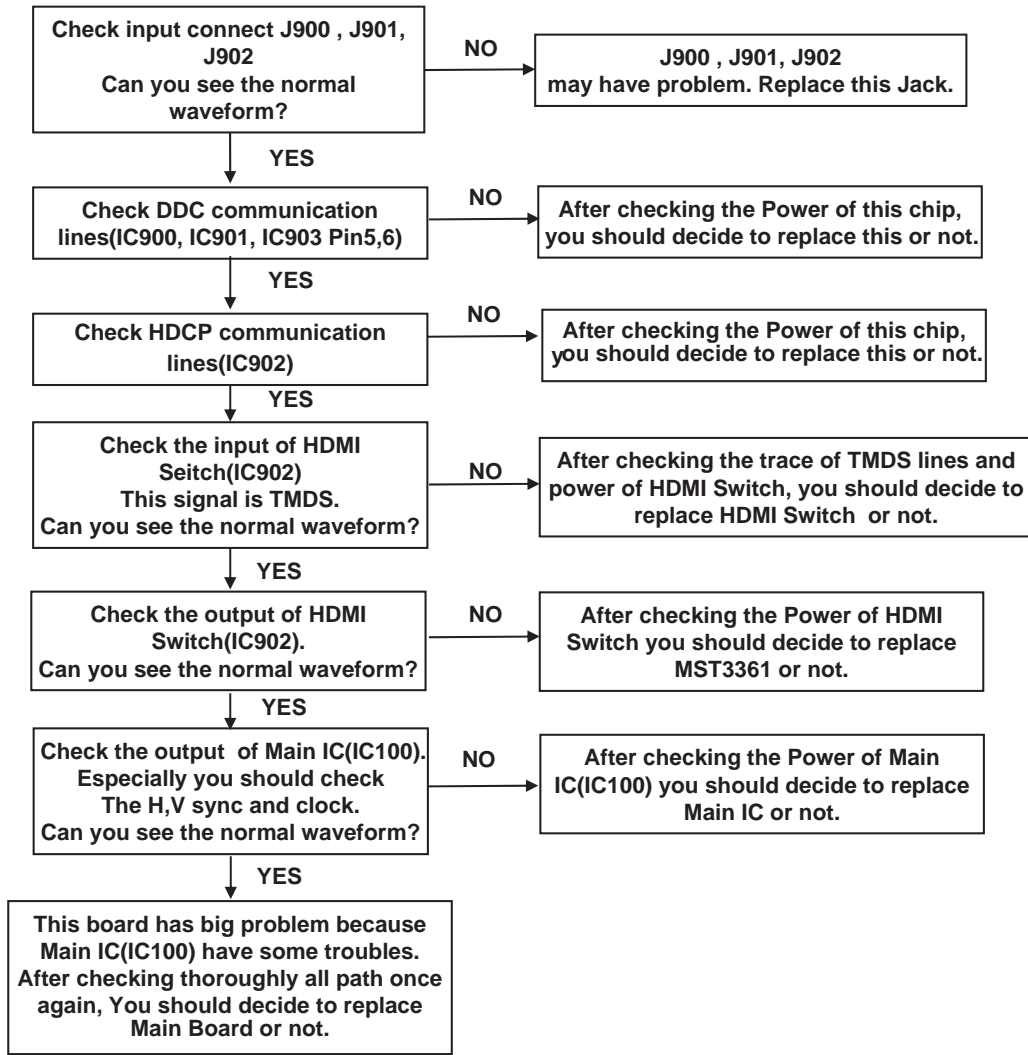 Check input connect J900 , J901,
J902
Can you see the normal
waveform?
NO
J900 , J901, J902
may have problem. Replace this Jack.
YES
Check DDC communication
lines(IC900, IC901, IC903 Pin5,6)
NO
After checking the Power of this chip,
you should decide to replace this or not.
YES
Check HDCP communication
lines(IC902)
NO
After checking the Power of this chip,
you should decide to replace this or not.
YES
Check the input of HDMI
Seitch(IC902)
This signal is TMDS.
Can you see the normal waveform?
NO
After checking the trace of TMDS lines and
power of HDMI Switch, you should decide to
replace HDMI Switch or not.
YES
Check the output of HDMI
Switch(IC902).
Can you see the normal waveform?
NO
After checking the Power of HDMI
Switch you should decide to replace
MST3361 or not.
YES
Check the output of Main IC(IC100).
Especially you should check
The H,V sync and clock.
Can you see the normal waveform?
NO
After checking the Power of Main
IC(IC100) you should decide to replace
Main IC or not.
YES
This board has big problem because
Main IC(IC100) have some troubles.
After checking thoroughly all path once
again, You should decide to replace
Main Board or not.